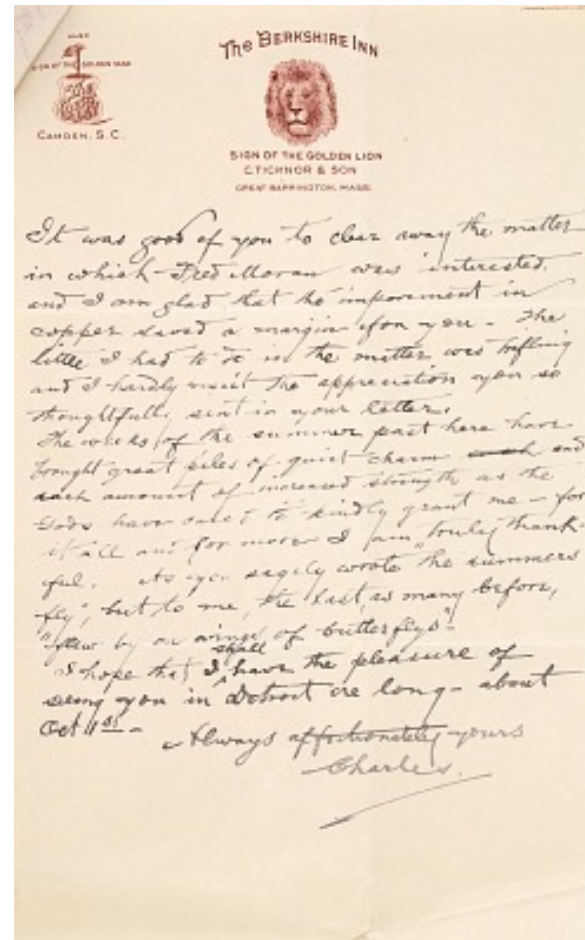 ALSO
SIGN OF THE GOLDEN
CAMDEN, S.C.
THE BERKSHIRE INN
SIGN OF THE GOLDEN LION
C. TICHNOR & SON
GREAT BARRINGTON, MASS.
It was good of you to clear away the matter
in which Fred Moran was interested.
and I am glad that the improvement in
copper saved a margin for you - The
little I had to do in the matter was trifling
and I hardly merit the appreciation you so
thoughtfully sent in your letter.
The weeks of the summer past here have
brought great piles of quiet charm and
such amount of increased strength as the
Gods have to kindly grant me - for
it all and for more I am truly thank-
ful. As you sagely wrote "the summers
fly", but to me, the last, as many before,
"flew by on wings of butterflys"-
I hope that I shall have the pleasure of
seeing you in Detroit ere long - about
Oct 11st -
Always affectionately yours
Charles.